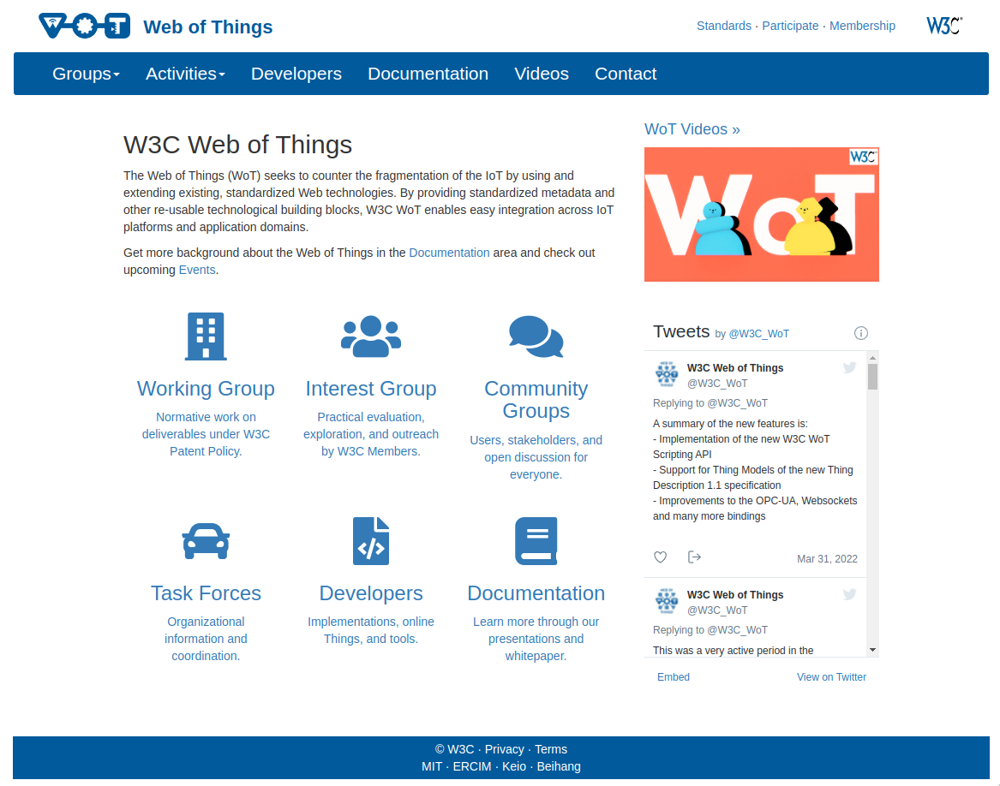 WOT Web of Things
Standards · Participate · Membership
W3C
Groups Activities Developers Documentation Videos Contact
W3C Web of Things
The Web of Things (WoT) seeks to counter the fragmentation of the IoT by using and
extending existing, standardized Web technologies. By providing standardized metadata and
other re-usable technological building blocks, W3C WoT enables easy integration across IoT
platforms and application domains.
Get more background about the Web of Things in the Documentation area and check out
upcoming Events.
Working Group
Normative work on
deliverables under W3C
Patent Policy.
Interest Group
Practical evaluation,
exploration, and outreach
by W3C Members.
Community
Groups
Users, stakeholders, and
open discussion for
everyone.
Task Forces
Organizational
information and
coordination.
Developers
Implementations, online
Things, and tools.
Documentation
Learn more through our
presentations and
whitepaper.
WoT Videos »
W3C
WoT
Tweets by @W3C_WoT
W3C Web of Things
@W3C_WoT
Replying to @W3C_WoT
A summary of the new features is:
- Implementation of the new W3C WoT
Scripting API
- Support for Thing Models of the new Thing
Description 1.1 specification
- Improvements to the OPC-UA, Websockets
and many more bindings
Mar 31, 2022
W3C Web of Things
@W3C_WoT
Replying to @W3C_WoT
This was a very active period in the
Embed
View on Twitter
© W3C · Privacy · Terms
MIT · ERCIM · Keio · Beihang